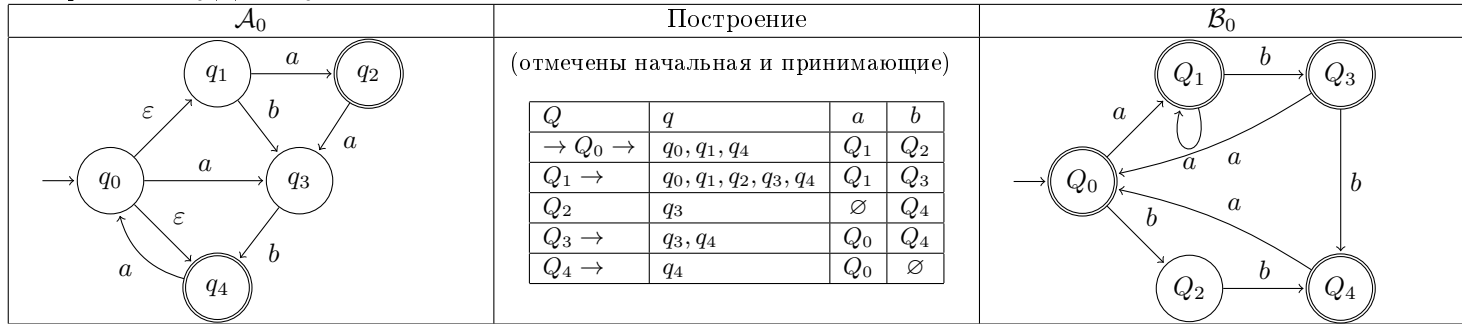 𝒜₀
Построение
ℬ₀
(отмечены начальная и принимающие)
Q q a b
→ Q₀ → q₀, q₁, q₄ Q₁ Q₂
Q₁ → q₀, q₁, q₂, q₃, q₄ Q₁ Q₃
Q₂ q₃ ∅ Q₄
Q₃ → q₃, q₄ Q₀ Q₄
Q₄ → q₄ Q₀ ∅
q₁ a q₂
ε b a
q₀ a q₃
ε b
a q₄
Q₁ b Q₃
a a a
Q₀ b
b a
Q₂ b Q₄